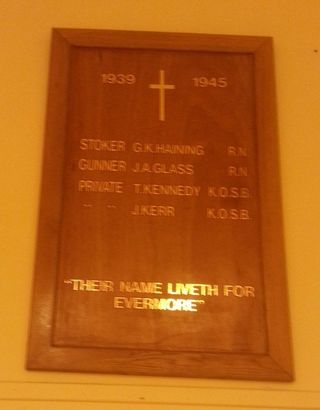 1939 1945
STOKER G.K.HAINING R.N.
GUNNER J.A.GLASS R.N.
PRIVATE T.KENNEDY K.O.S.B.
" " J.KERR K.O.S.B.
"THEIR NAME LIVETH FOR
EVERMORE"